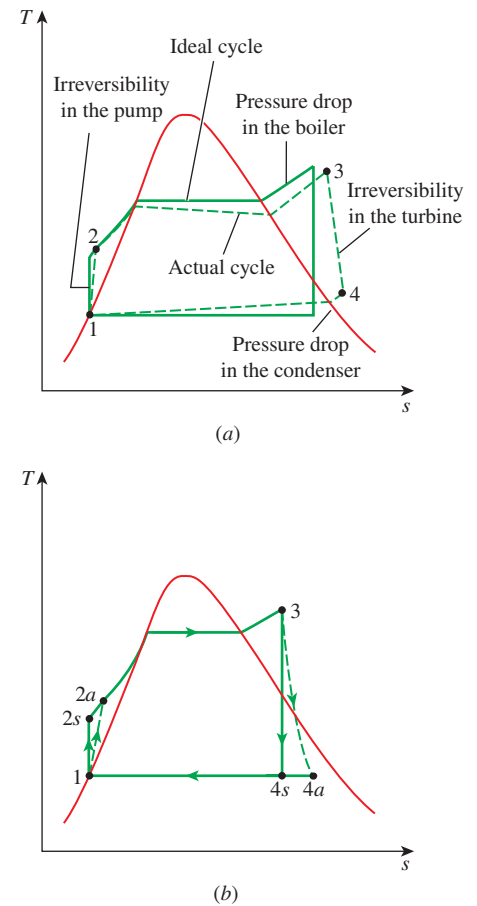 T
Ideal cycle
Irreversibility
in the pump
Pressure drop
in the boiler
3
Irreversibility
in the turbine
2
Actual cycle
4
1
Pressure drop
in the condenser
s
(a)
T
3
2a
2s
1
4s 4a
s
(b)